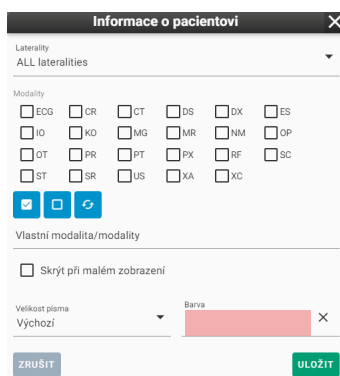 Informace o pacientovi
Laterality
ALL lateralities
Modality
ECG CR CT DS DX ES
IO KO MG MR NM OP
OT PR PT PX RF SC
ST SR US XA XC
Vlastní modalita/modality
Skrýt při malém zobrazení
Velikost písma Barva
Výchozí
ZRUŠIT ULOŽIT